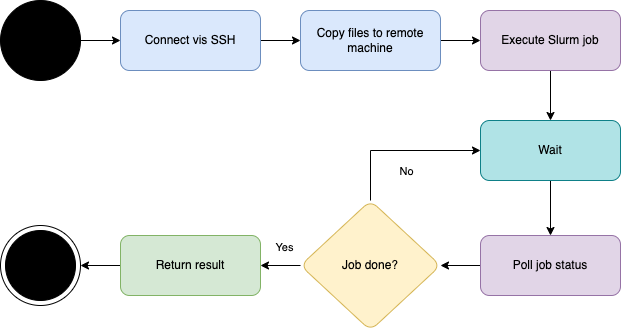 Connect vis SSH
Copy files to remote
machine
Execute Slurm job
Wait
No
Poll job status
Job done?
Yes
Return result